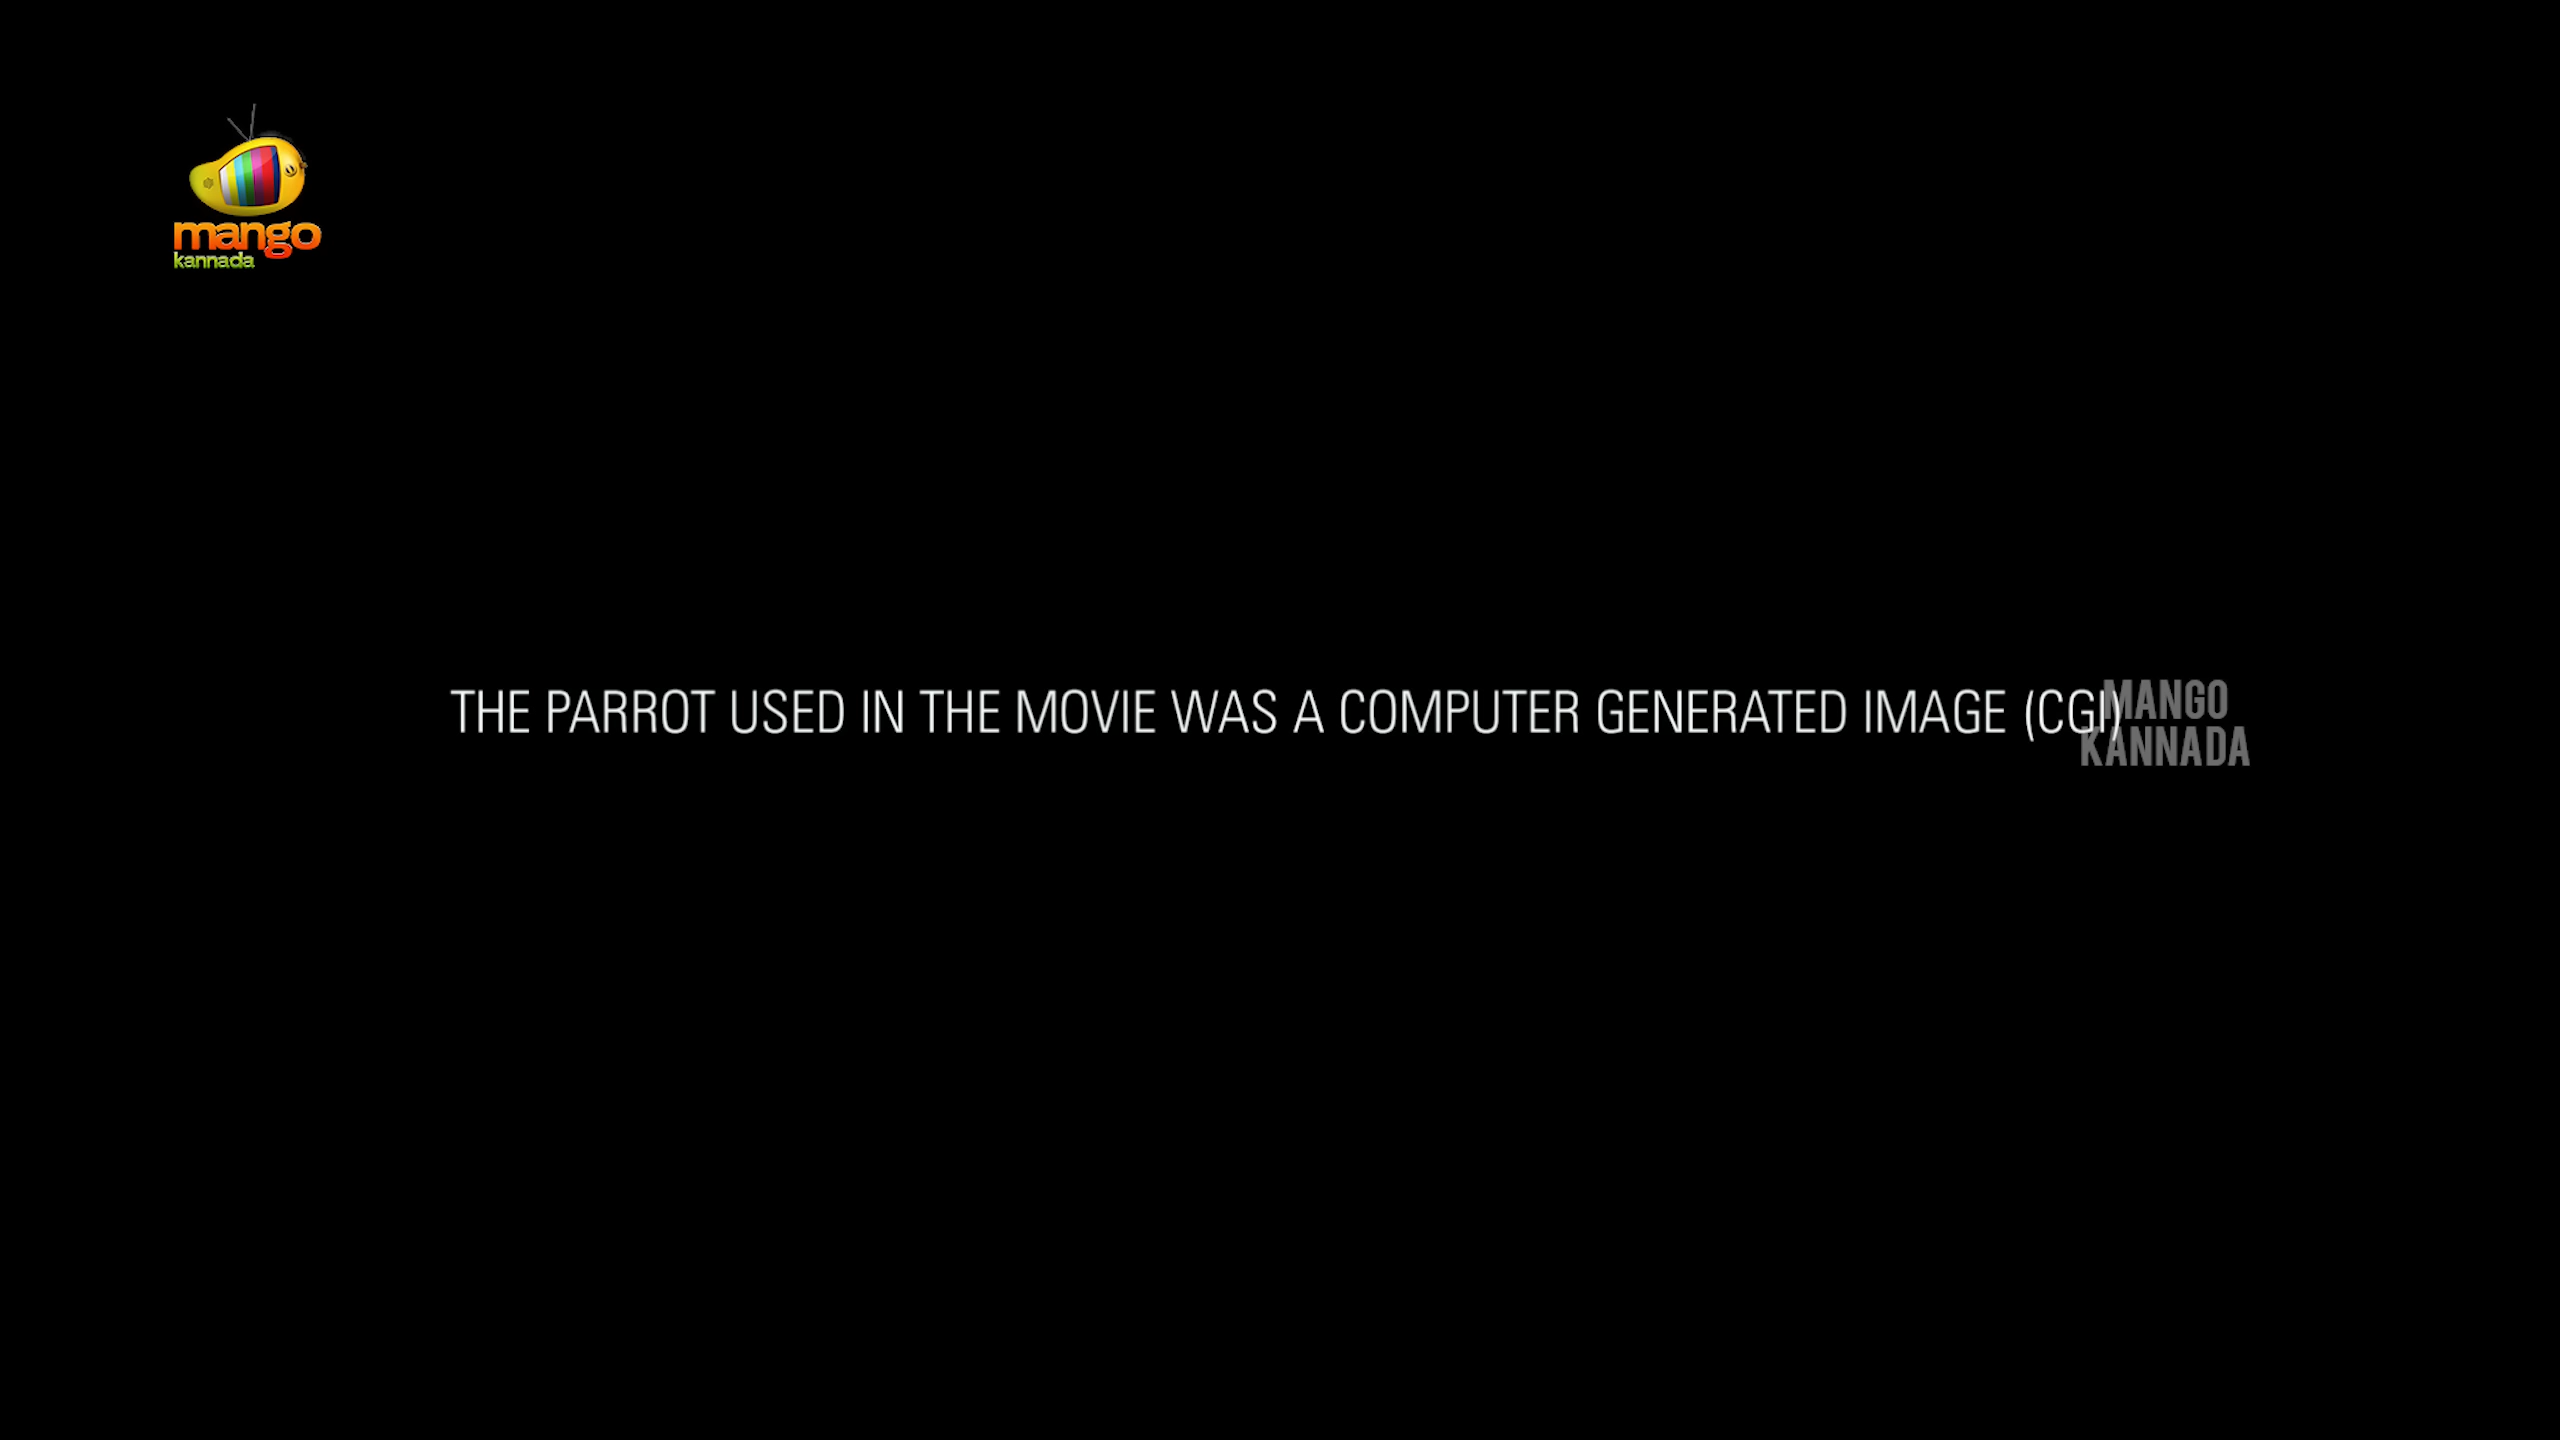 mango
kannada
THE PARROT USED IN THE MOVIE WAS A COMPUTER GENERATED IMAGE (CGI)
MANGO
KANNADA